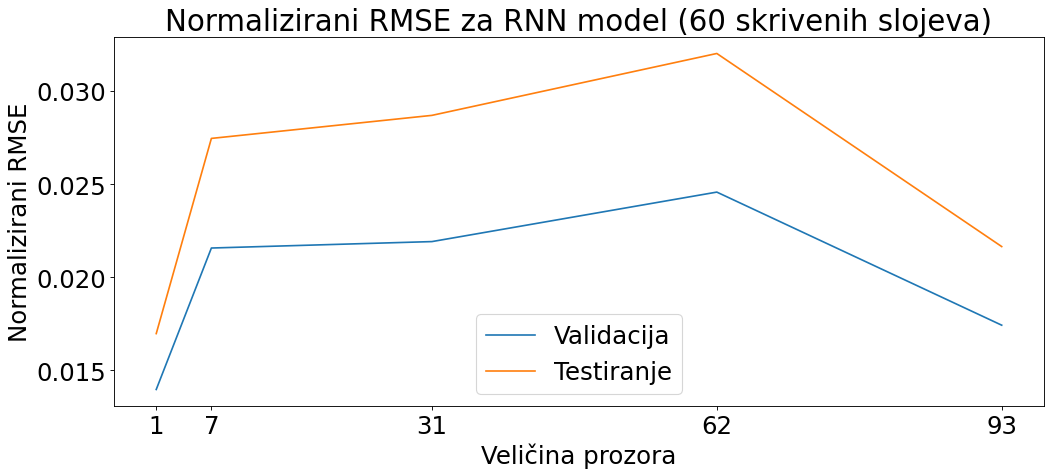 Normalizirani RMSE za RNN model (60 skrivenih slojeva)
Normalizirani RMSE
0.030
0.025
0.020
0.015
Validacija
Testiranje
1 7 31 62 93
Veličina prozora